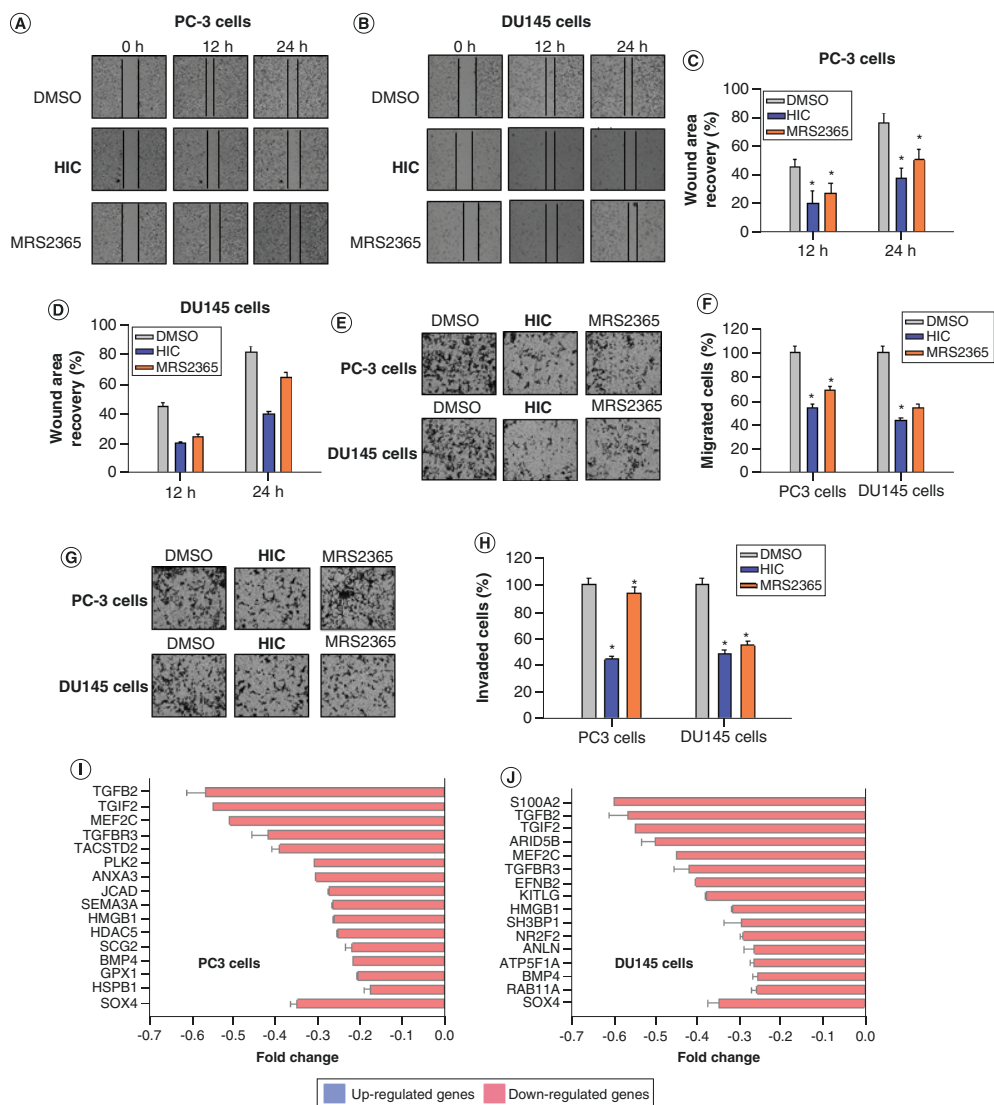 A
PC-3 cells
0 h 12 h 24 h
DMSO
HIC
MRS2365
B
DU145 cells
0 h 12 h 24 h
DMSO
HIC
MRS2365
C
PC-3 cells
DMSO
HIC
MRS2365
Wound area
recovery (%)
100
80
60
40
20
0
* * * *
12 h 24 h
D
DU145 cells
DMSO
HIC
MRS2365
Wound area
recovery (%)
100
80
60
40
20
0
12 h 24 h
E
DMSO HIC MRS2365
PC-3 cells
DMSO HIC MRS2365
DU145 cells
F
DMSO
HIC
MRS2365
Migrated cells (%)
120
100
80
60
40
20
0
* * *
PC3 cells DU145 cells
G
DMSO HIC MRS2365
PC-3 cells
DMSO HIC MRS2365
DU145 cells
H
DMSO
HIC
MRS2365
Invaded cells (%)
120
100
80
60
40
20
0
* * * *
PC3 cells DU145 cells
I
TGFB2
TGIF2
MEF2C
TGFBR3
TACSTD2
PLK2
ANXA3
JCAD
SEMA3A
HMGB1
HDAC5
SCG2
BMP4
GPX1
HSPB1
SOX4
PC3 cells
-0.7 -0.6 -0.5 -0.4 -0.3 -0.2 -0.1 0.0
Fold change
J
S100A2
TGFB2
TGIF2
ARID5B
MEF2C
TGFBR3
EFNB2
KITLG
HMGB1
SH3BP1
NR2F2
ANLN
ATP5F1A
BMP4
RAB11A
SOX4
DU145 cells
-0.7 -0.6 -0.5 -0.4 -0.3 -0.2 -0.1 0.0
Fold change
Up-regulated genes Down-regulated genes